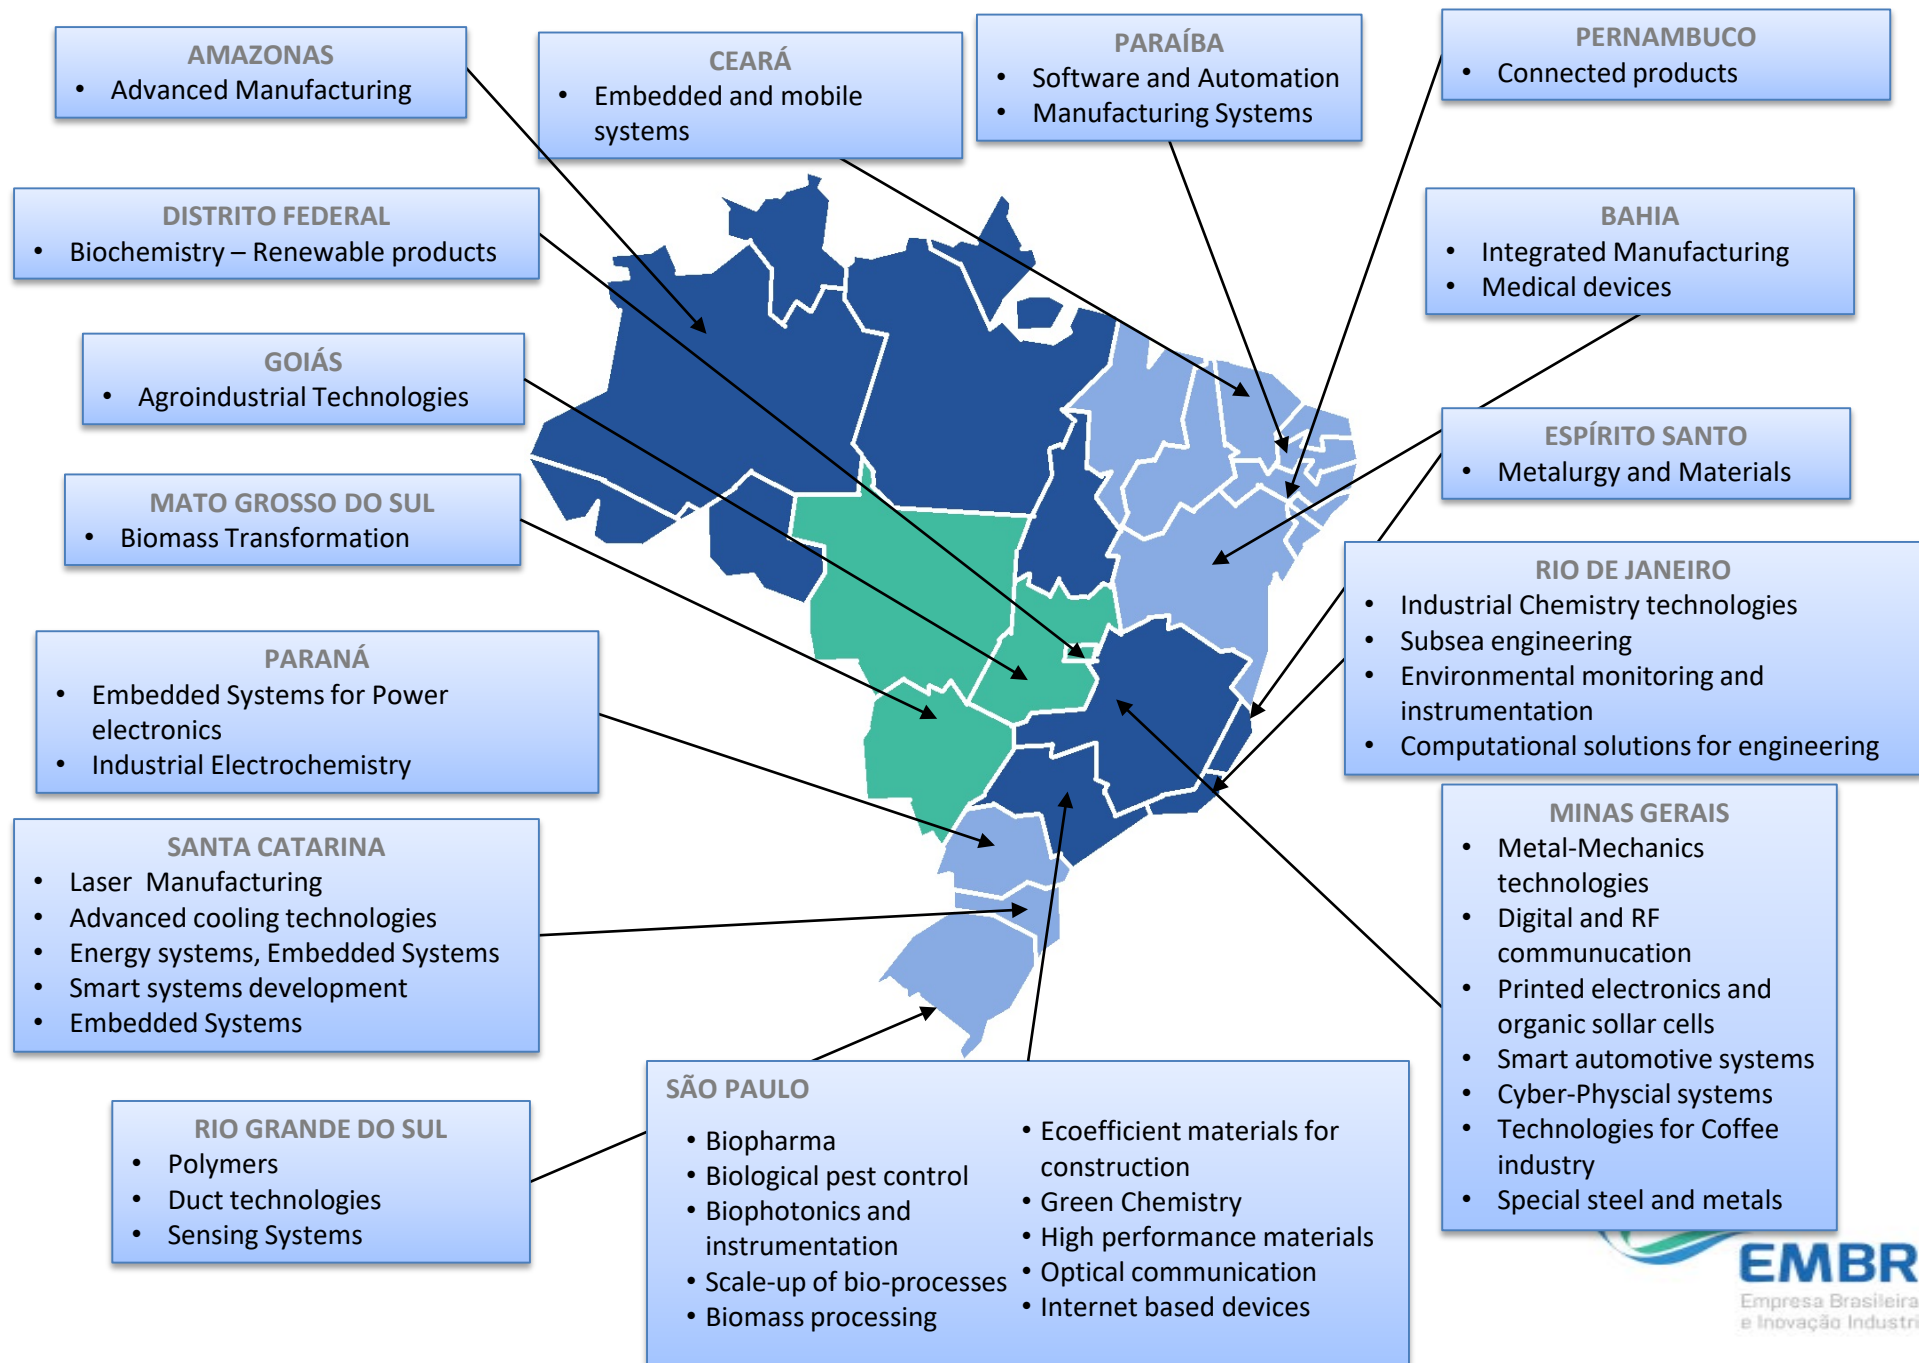 AMAZONAS
• Advanced Manufacturing
CEARÁ
• Embedded and mobile
systems
PARAÍBA
• Software and Automation
• Manufacturing Systems
PERNAMBUCO
• Connected products
DISTRITO FEDERAL
• Biochemistry – Renewable products
BAHIA
• Integrated Manufacturing
• Medical devices
GOIÁS
• Agroindustrial Technologies
ESPÍRITO SANTO
• Metalurgy and Materials
MATO GROSSO DO SUL
• Biomass Transformation
RIO DE JANEIRO
• Industrial Chemistry technologies
• Subsea engineering
• Environmental monitoring and
instrumentation
• Computational solutions for engineering
PARANÁ
• Embedded Systems for Power
electronics
• Industrial Electrochemistry
MINAS GERAIS
• Metal-Mechanics
technologies
• Digital and RF
communucation
• Printed electronics and
organic sollar cells
• Smart automotive systems
• Cyber-Physcial systems
• Technologies for Coffee
industry
• Special steel and metals
SANTA CATARINA
• Laser  Manufacturing
• Advanced cooling technologies
• Energy systems, Embedded Systems
• Smart systems development
• Embedded Systems
SÃO PAULO
• Biopharma
• Biological pest control
• Biophotonics and
instrumentation
• Scale-up of bio-processes
• Biomass processing
• Ecoefficient materials for
construction
• Green Chemistry
• High performance materials
• Optical communication
• Internet based devices
RIO GRANDE DO SUL
• Polymers
• Duct technologies
• Sensing Systems
EMBR
Empresa Brasileira
e Inovação Industri